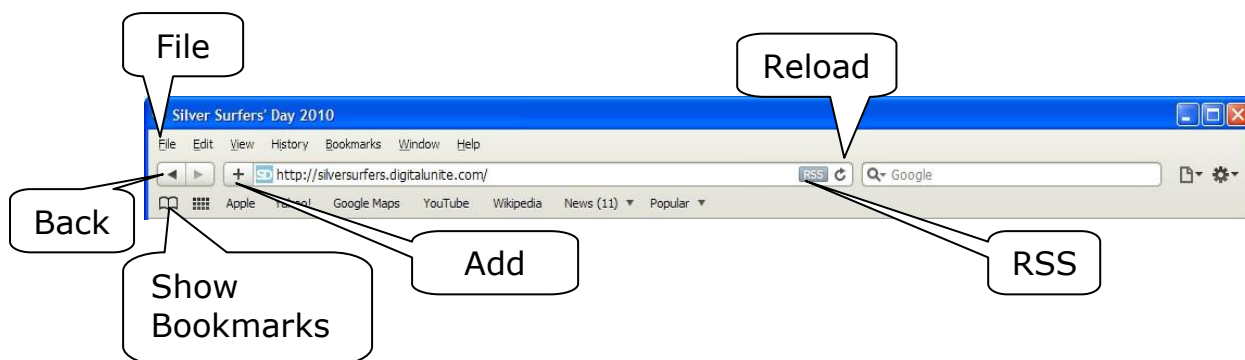 File
Reload
Silver Surfers' Day 2010
File Edit View History Bookmarks Window Help
+ SD http://silversurfers.digitalunite.com/ RSS Google
Apple Yahoo! Google Maps YouTube Wikipedia News (11) Popular
Back
Add
RSS
Show
Bookmarks